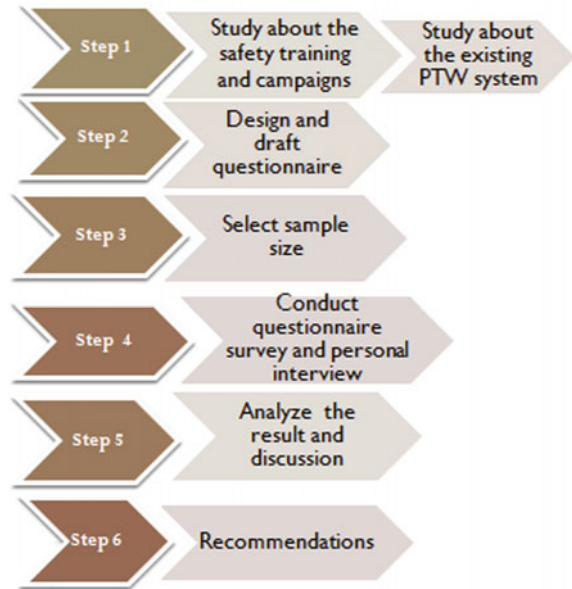 Step 1
Study about the
safety training
and campaigns
Study about
the existing
PTW system
Step 2
Design and
draft
questionnaire
Step 3
Select sample
size
Step 4
Conduct
questionnaire
survey and personal
interview
Step 5
Analyze the
result and
discussion
Step 6
Recommendations